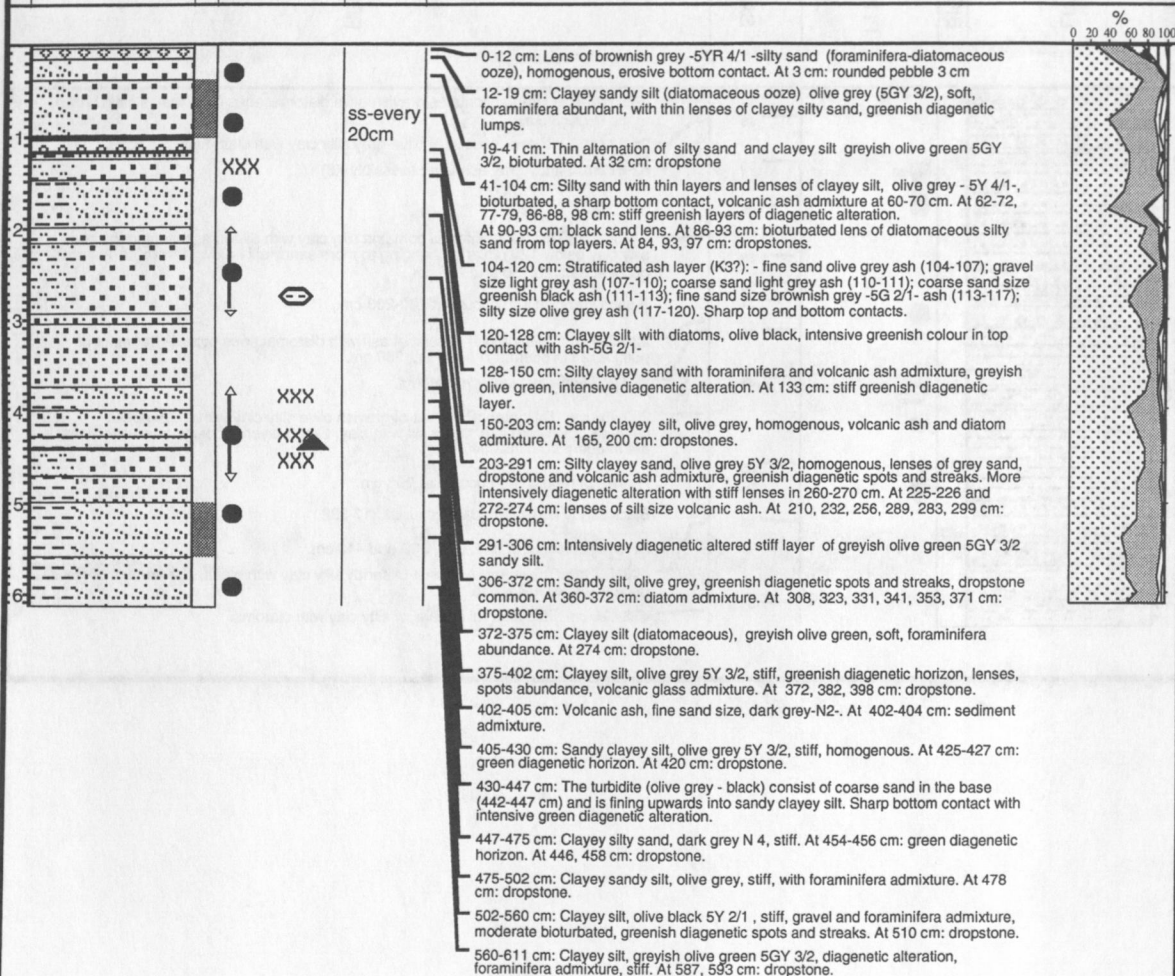 %
0 20 40 60 80 100
0-12 cm: Lens of brownish grey -5YR 4/1 -silty sand (foraminifera-diatomaceous
ooze), homogenous, erosive bottom contact. At 3 cm: rounded pebble 3 cm
12-19 cm: Clayey sandy silt (diatomaceous ooze) olive grey (5GY 3/2), soft,
foraminifera abundant, with thin lenses of clayey silty sand, greenish diagenetic
lumps.
ss-every
20cm
1
19-41 cm: Thin alternation of silty sand and clayey silt greyish olive green 5GY
3/2, bioturbated. At 32 cm: dropstone
XXX
41-104 cm: Silty sand with thin layers and lenses of clayey silt, olive grey - 5Y 4/1-,
bioturbated, a sharp bottom contact, volcanic ash admixture at 60-70 cm. At 62-72,
77-79, 86-88, 98 cm: stiff greenish layers of diagenetic alteration.
At 90-93 cm: black sand lens. At 86-93 cm: bioturbated lens of diatomaceous silty
sand from top layers. At 84, 93, 97 cm: dropstones.
2
104-120 cm: Stratificated ash layer (K3?): - fine sand olive grey ash (104-107); gravel
size light grey ash (107-110); coarse sand light grey ash (110-111); coarse sand size
greenish black ash (111-113); fine sand size brownish grey -5G 2/1- ash (113-117);
silty size olive grey ash (117-120). Sharp top and bottom contacts.
3
120-128 cm: Clayey silt with diatoms, olive black, intensive greenish colour in top
contact with ash-5G 2/1-
128-150 cm: Silty clayey sand with foraminifera and volcanic ash admixture, greyish
olive green, intensive diagenetic alteration. At 133 cm: stiff greenish diagenetic
layer.
XXX
4
150-203 cm: Sandy clayey silt, olive grey, homogenous, volcanic ash and diatom
admixture. At 165, 200 cm: dropstones.
XXX
XXX
203-291 cm: Silty clayey sand, olive grey 5Y 3/2, homogenous, lenses of grey sand,
dropstone and volcanic ash admixture, greenish diagenetic spots and streaks. More
intensively diagenetic alteration with stiff lenses in 260-270 cm. At 225-226 and
272-274 cm: lenses of silt size volcanic ash. At 210, 232, 256, 289, 283, 299 cm:
dropstone.
5
291-306 cm: Intensively diagenetic altered stiff layer of greyish olive green 5GY 3/2
sandy silt.
306-372 cm: Sandy silt, olive grey, greenish diagenetic spots and streaks, dropstone
common. At 360-372 cm: diatom admixture. At 308, 323, 331, 341, 353, 371 cm:
dropstone.
6
372-375 cm: Clayey silt (diatomaceous), greyish olive green, soft, foraminifera
abundance. At 274 cm: dropstone.
375-402 cm: Clayey silt, olive grey 5Y 3/2, stiff, greenish diagenetic horizon, lenses,
spots abundance, volcanic glass admixture. At 372, 382, 398 cm: dropstone.
402-405 cm: Volcanic ash, fine sand size, dark grey-N2-. At 402-404 cm: sediment
admixture.
405-430 cm: Sandy clayey silt, olive grey 5Y 3/2, stiff, homogenous. At 425-427 cm:
green diagenetic horizon. At 420 cm: dropstone.
430-447 cm: The turbidite (olive grey - black) consist of coarse sand in the base
(442-447 cm) and is fining upwards into sandy clayey silt. Sharp bottom contact with
intensive green diagenetic alteration.
447-475 cm: Clayey silty sand, dark grey N 4, stiff. At 454-456 cm: green diagenetic
horizon. At 446, 458 cm: dropstone.
475-502 cm: Clayey sandy silt, olive grey, stiff, with foraminifera admixture. At 478
cm: dropstone.
502-560 cm: Clayey silt, olive black 5Y 2/1 , stiff, gravel and foraminifera admixture,
moderate bioturbated, greenish diagenetic spots and streaks. At 510 cm: dropstone.
560-611 cm: Clayey silt, greyish olive green 5GY 3/2, diagenetic alteration,
foraminifera admixture, stiff. At 587, 593 cm: dropstone.